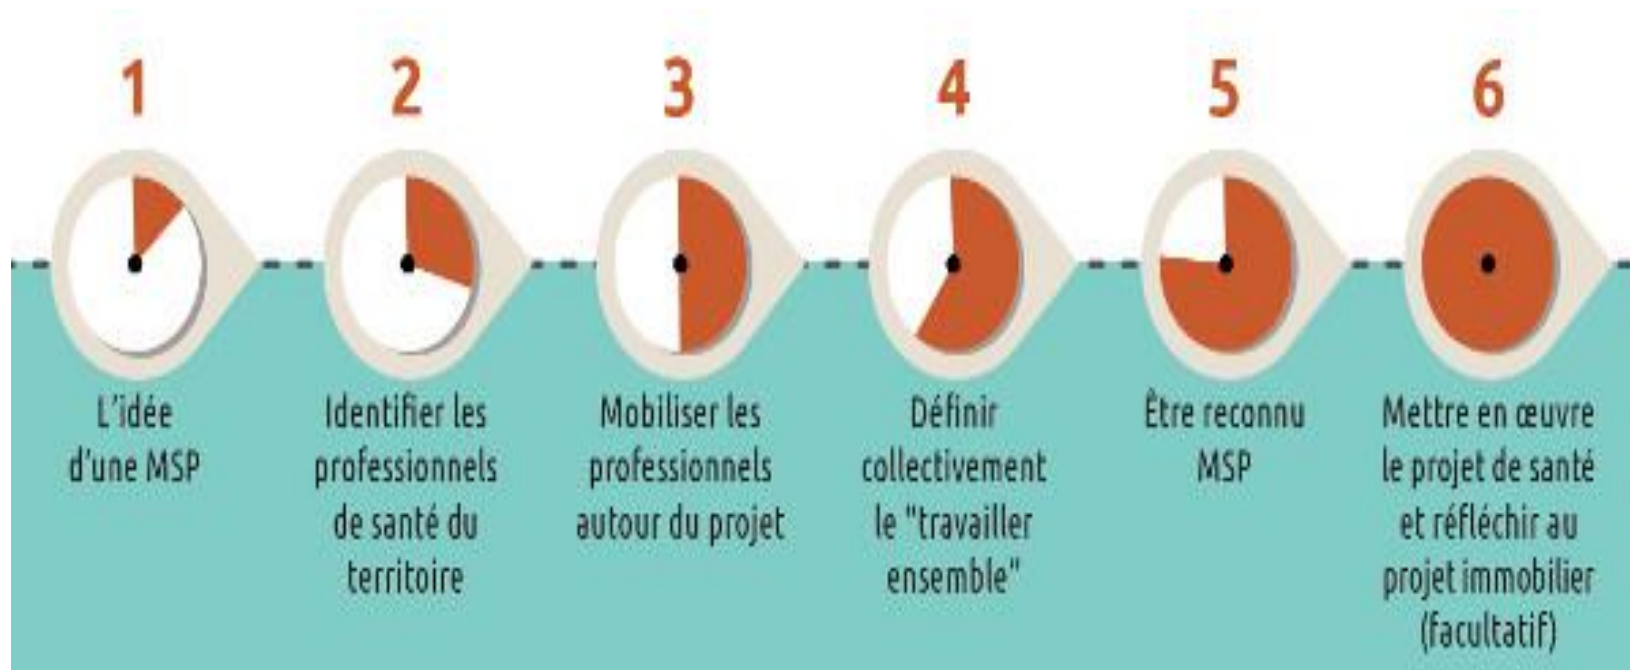 1
L'idée
d'une MSP
2
Identifier les
professionnels
de santé du
territoire
3
Mobiliser les
professionnels
autour du projet
4
Définir
collectivement
le "travailler
ensemble"
5
Être reconnu
MSP
6
Mettre en œuvre
le projet de santé
et réfléchir au
projet immobilier
(facultatif)